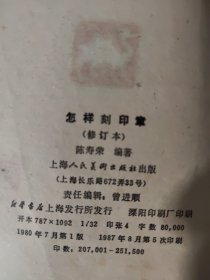 怎样刻印章
(修订本)
陈寿荣 编著
上海人民美术出版社出版
(上海长乐路672弄33号)
责任编辑:曾进顺
新华书店上海发行所发行 溧阳印刷厂印刷
开本787×1092 1/32 印张4 字数80,000
1980年7月第1版 1987年8月第5次印刷
印数:207,001-251,500